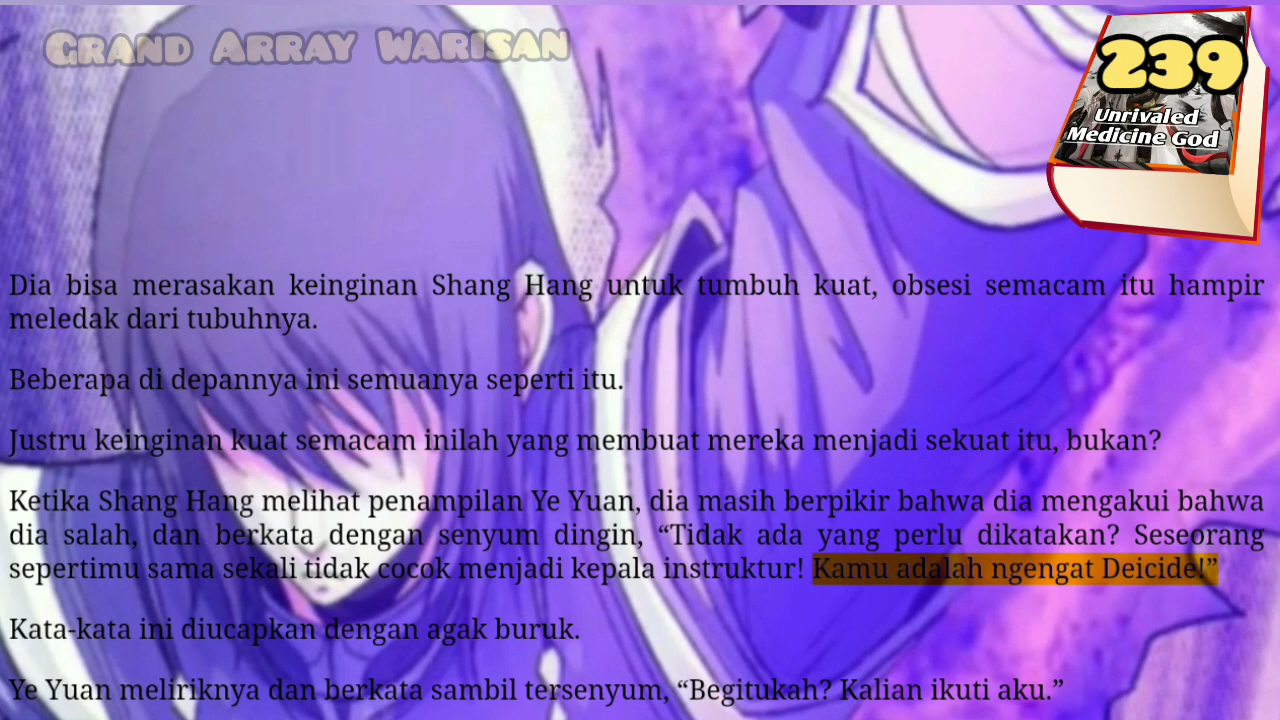 Grand Array Warisan
239
Unrivaled
Medicine God
Dia bisa merasakan keinginan Shang Hang untuk tumbuh kuat, obsesi semacam itu hampir
meledak dari tubuhnya.
Beberapa di depannya ini semuanya seperti itu.
Justru keinginan kuat semacam inilah yang membuat mereka menjadi sekuat itu, bukan?
Ketika Shang Hang melihat penampilan Ye Yuan, dia masih berpikir bahwa dia mengakui bahwa
dia salah, dan berkata dengan senyum dingin, “Tidak ada yang perlu dikatakan? Seseorang
sepertimu sama sekali tidak cocok menjadi kepala instruktur! Kamu adalah ngengat Deicide!”
Kata-kata ini diucapkan dengan agak buruk.
Ye Yuan meliriknya dan berkata sambil tersenyum, “Begitukah? Kalian ikuti aku.”